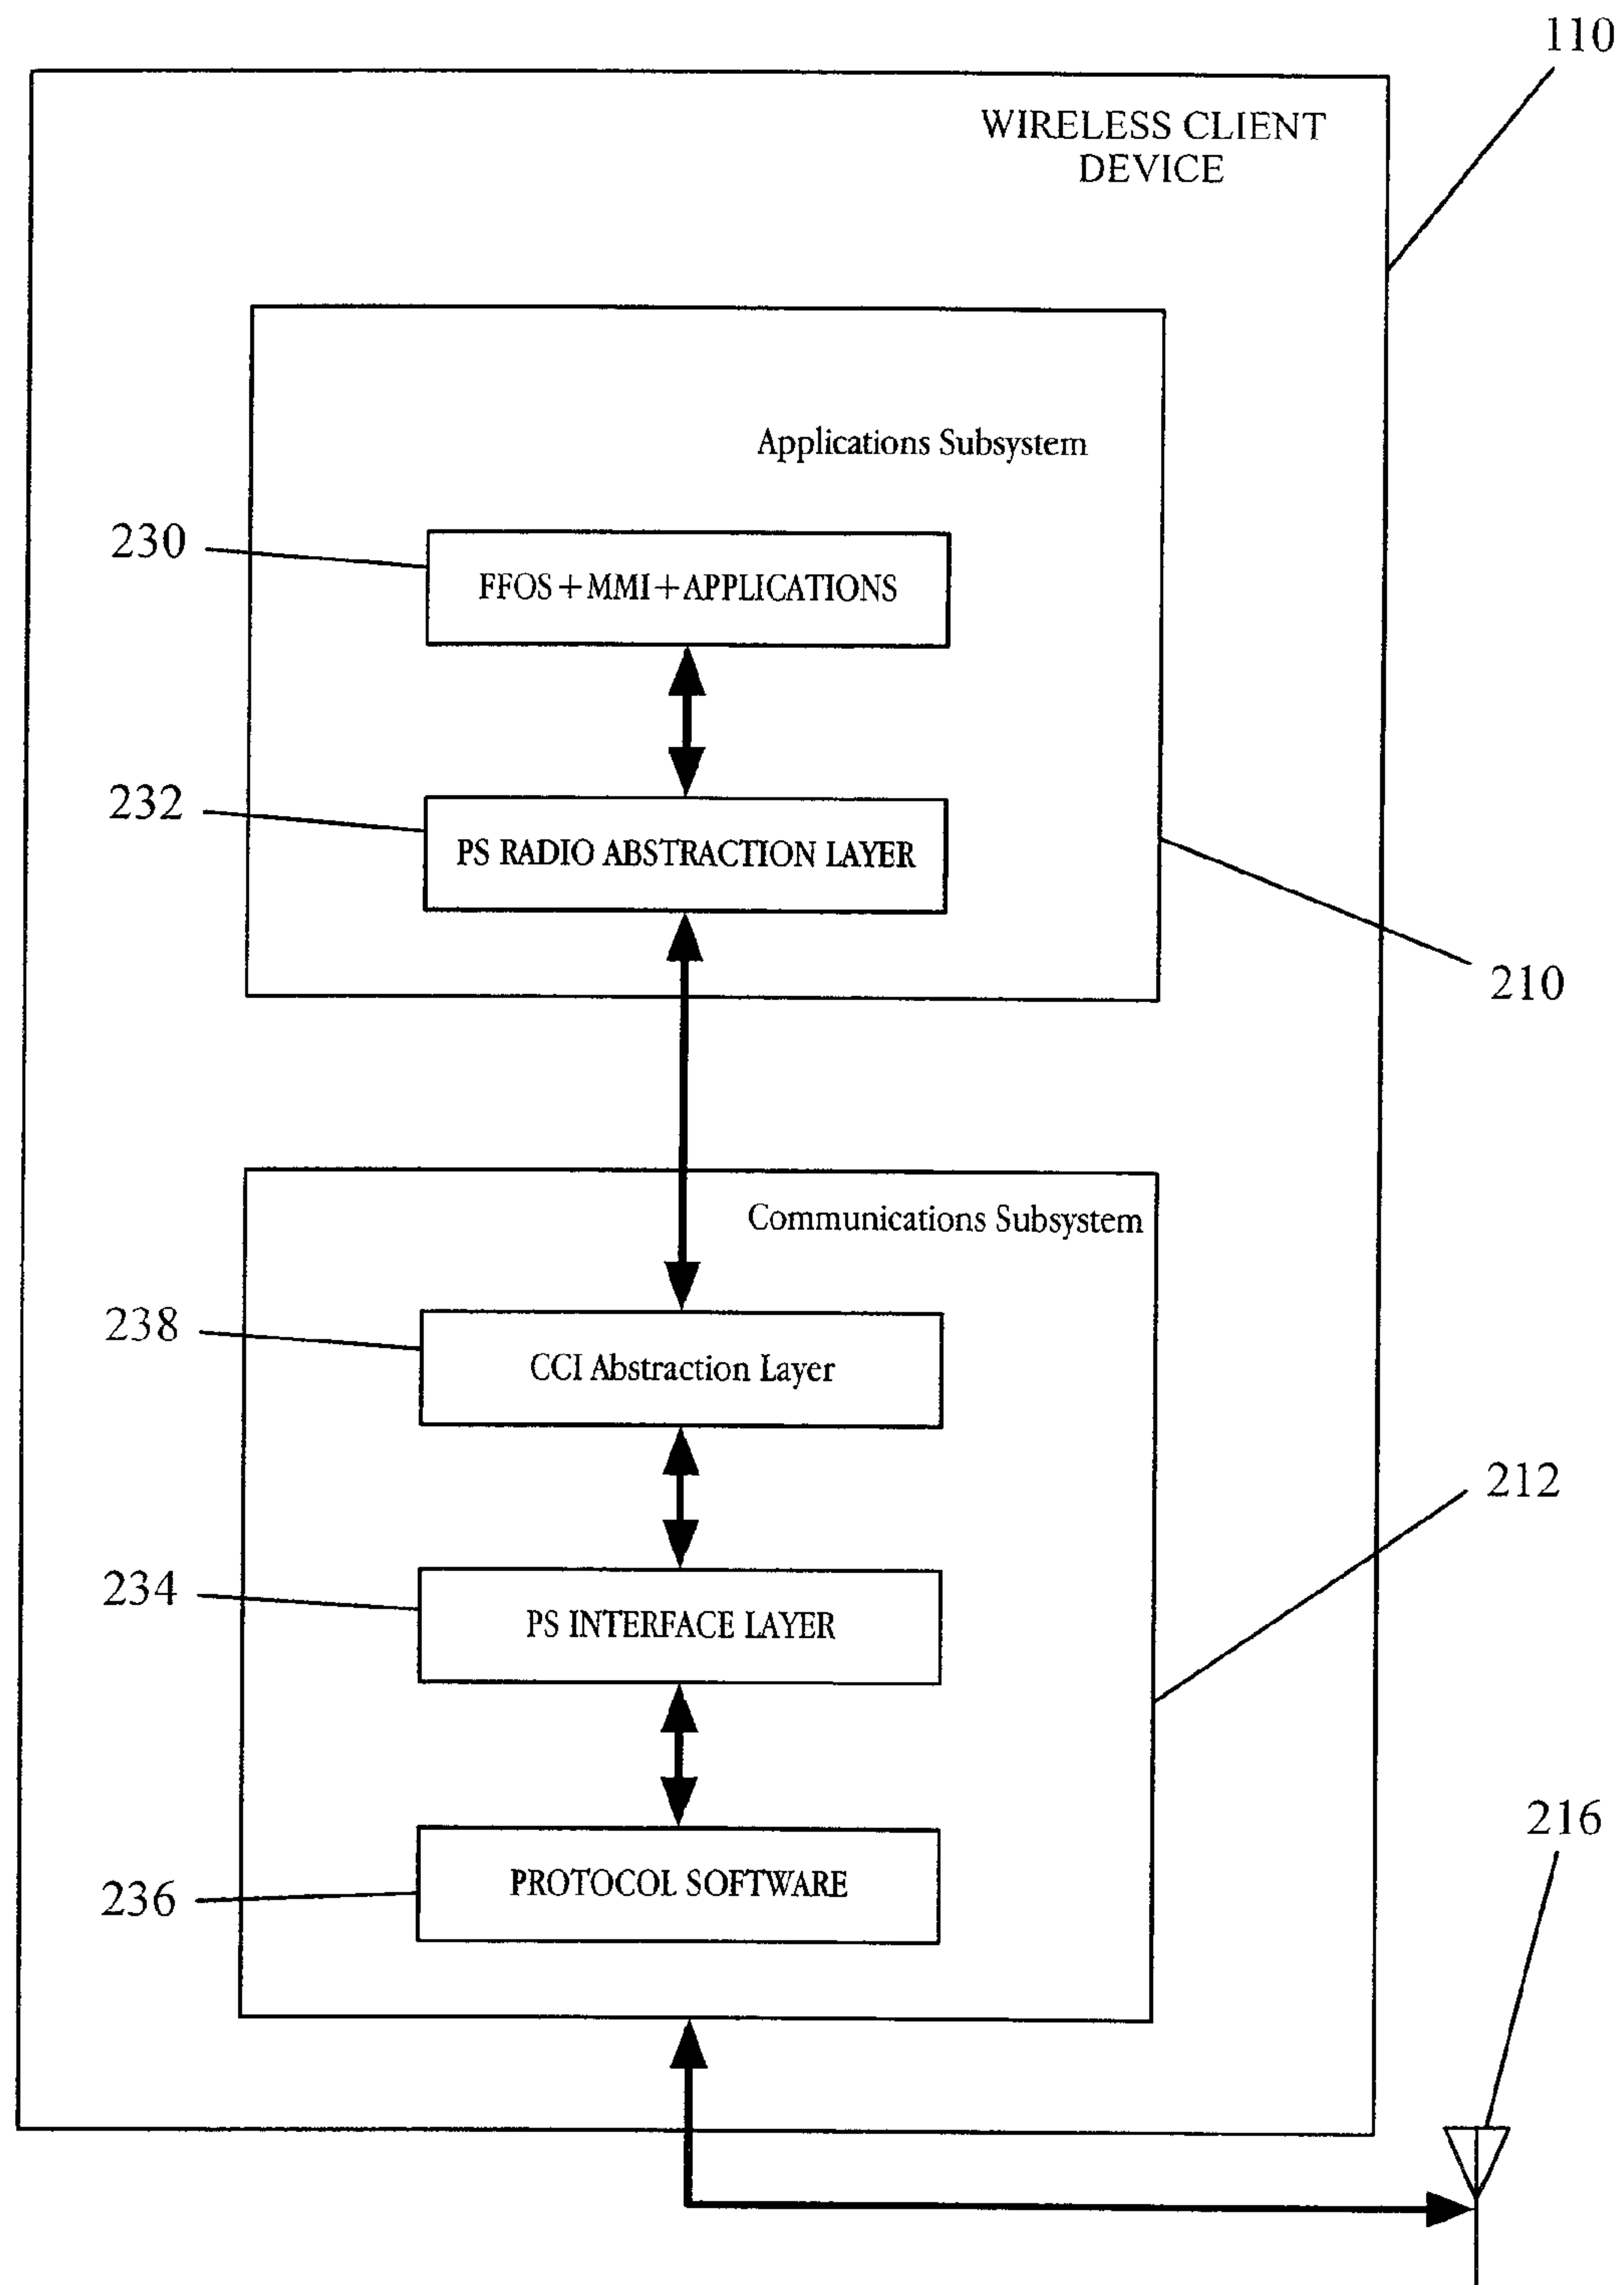 110
WIRELESS CLIENT
DEVICE
Applications Subsystem
230
FFOS+MMI+APPLICATIONS
232
PS RADIO ABSTRACTION LAYER
210
Communications Subsystem
238
CCI Abstraction Layer
212
234
PS INTERFACE LAYER
216
236
PROTOCOL SOFTWARE